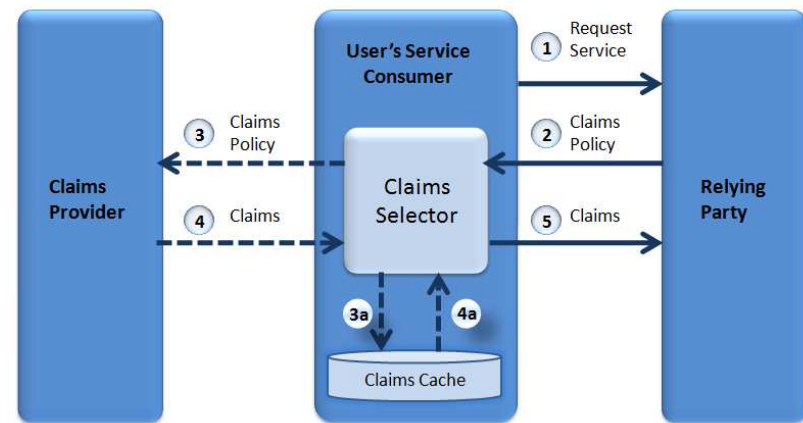 User's Service
Consumer
1
Request
Service
3
Claims
Policy
2
Claims
Policy
Claims
Provider
Claims
Selector
Relying
Party
4
Claims
5
Claims
3a
4a
Claims Cache